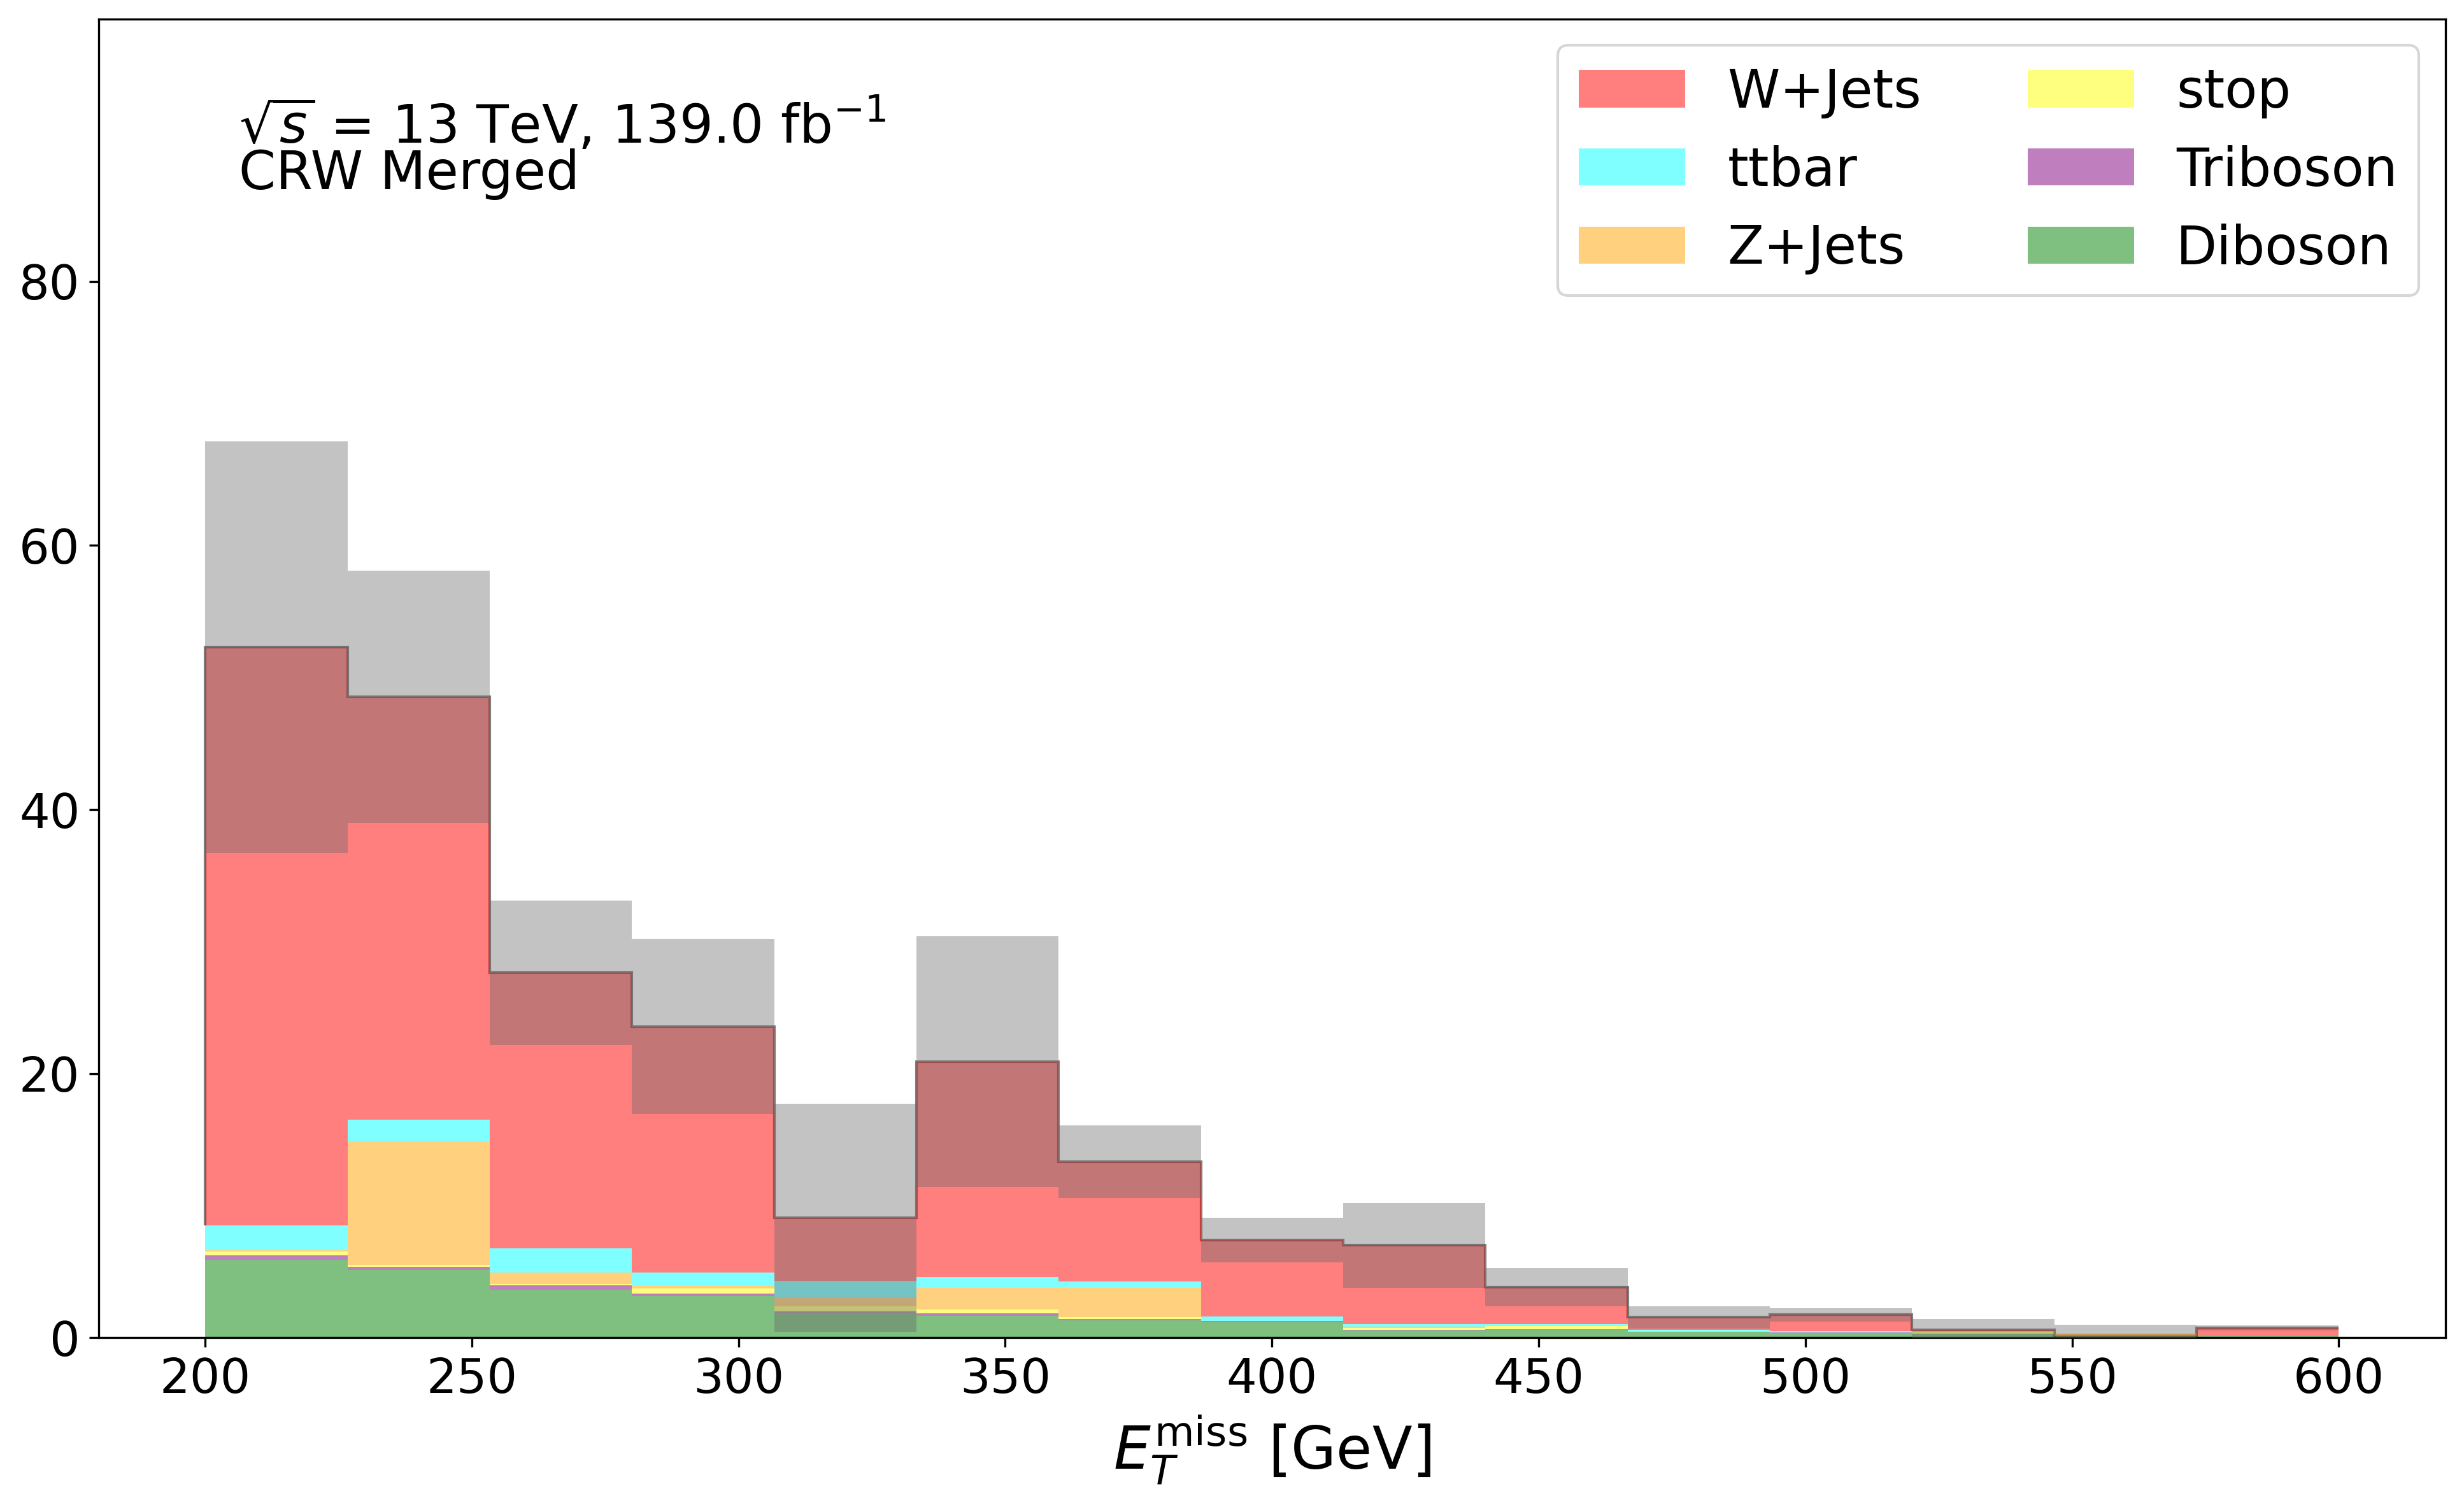 √s = 13 TeV, 139.0 fb⁻¹
CRW Merged
W+Jets
ttbar
Z+Jets
stop
Triboson
Diboson
80
60
40
20
0
200 250 300 350 400 450 500 550 600
E_T^miss [GeV]